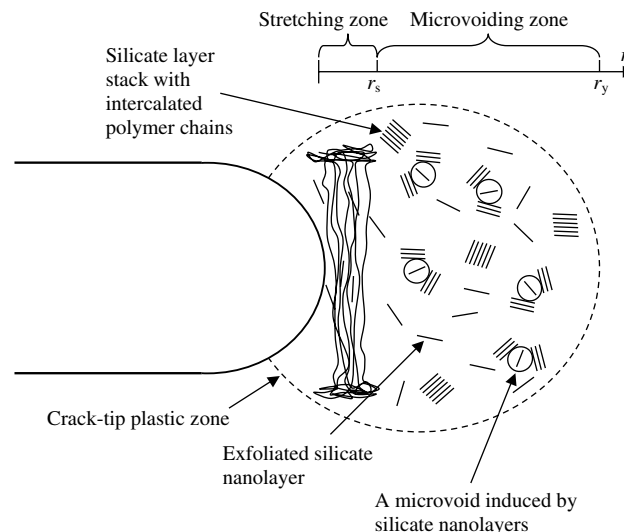 Stretching zone
Microvoiding zone
r
r_s
r_y
Silicate layer
stack with
intercalated
polymer chains
Crack-tip plastic zone
Exfoliated silicate
nanolayer
A microvoid induced by
silicate nanolayers